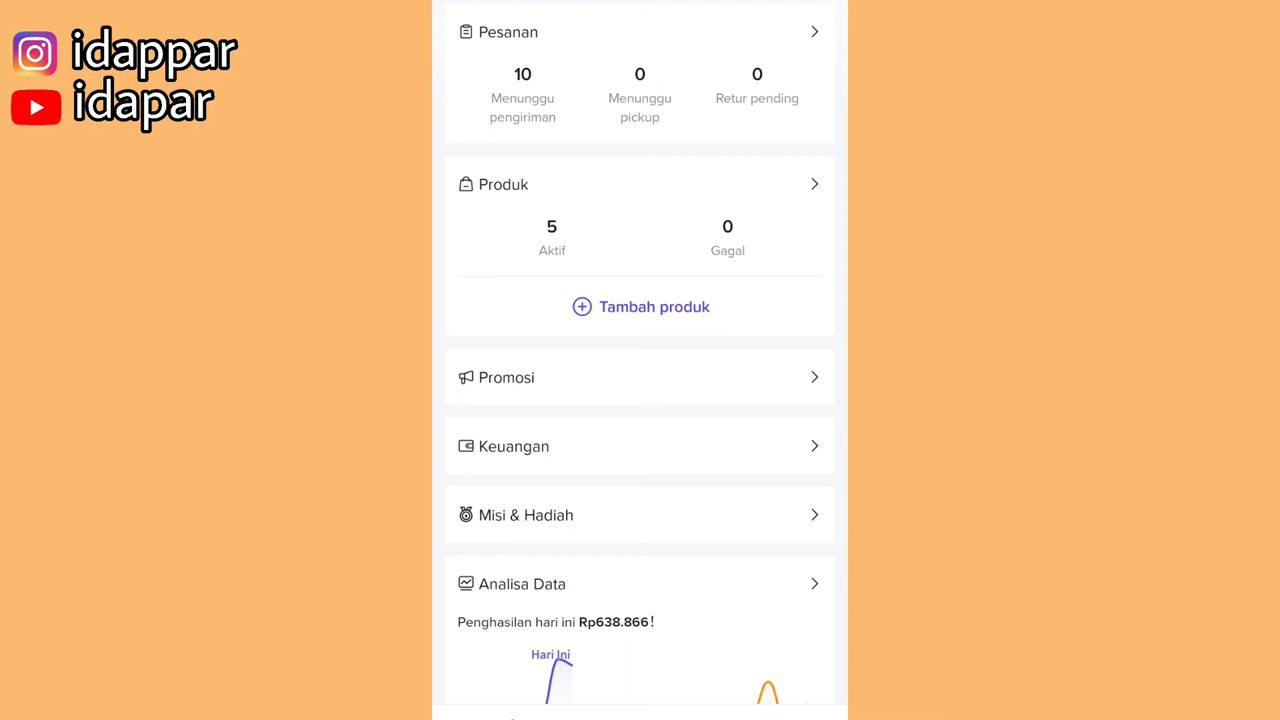 idappar
idapar
Pesanan
10
Menunggu
pengiriman
0
Menunggu
pickup
0
Retur pending
Produk
5
Aktif
0
Gagal
Tambah produk
Promosi
Keuangan
Misi & Hadiah
Analisa Data
Penghasilan hari ini Rp638.866!
Hari Ini